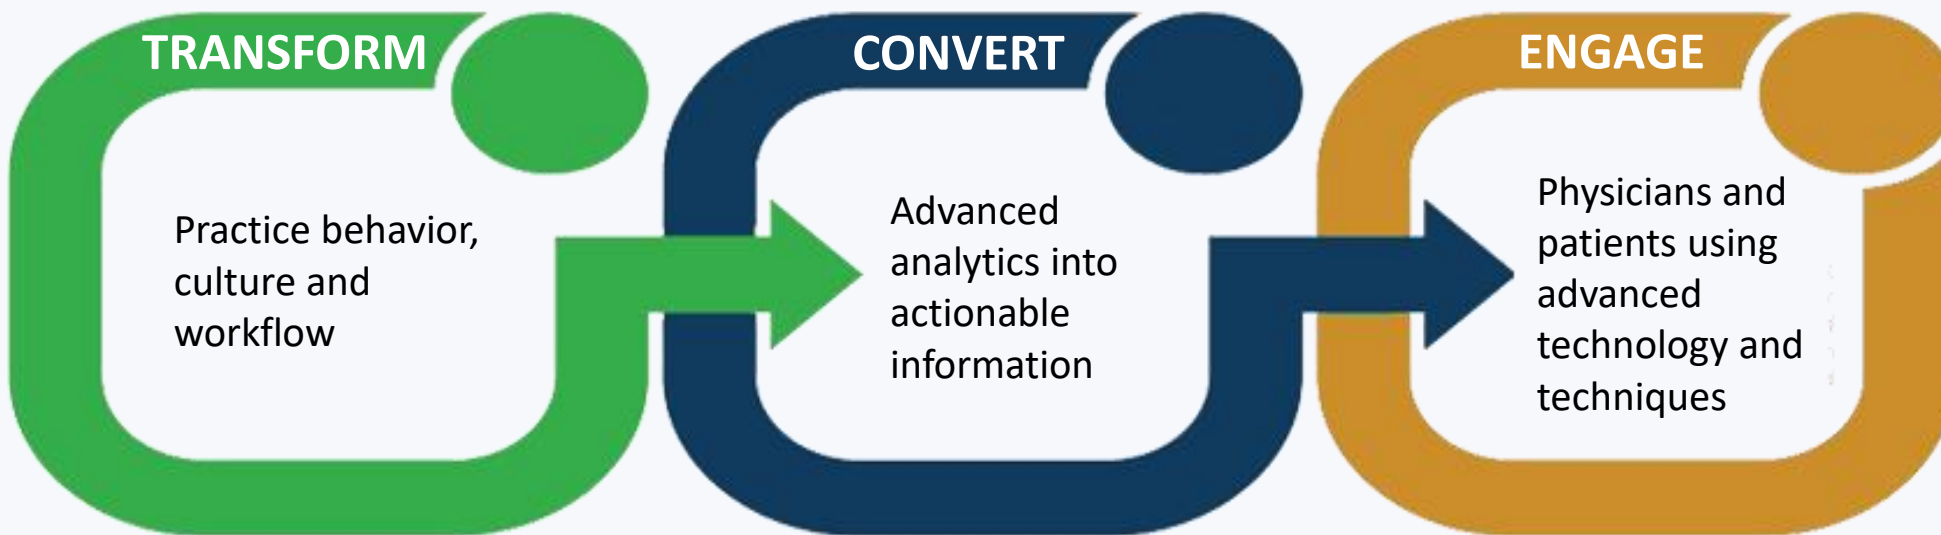 TRANSFORM
Practice behavior,
culture and
workflow
CONVERT
Advanced
analytics into
actionable
information
ENGAGE
Physicians and
patients using
advanced
technology and
techniques